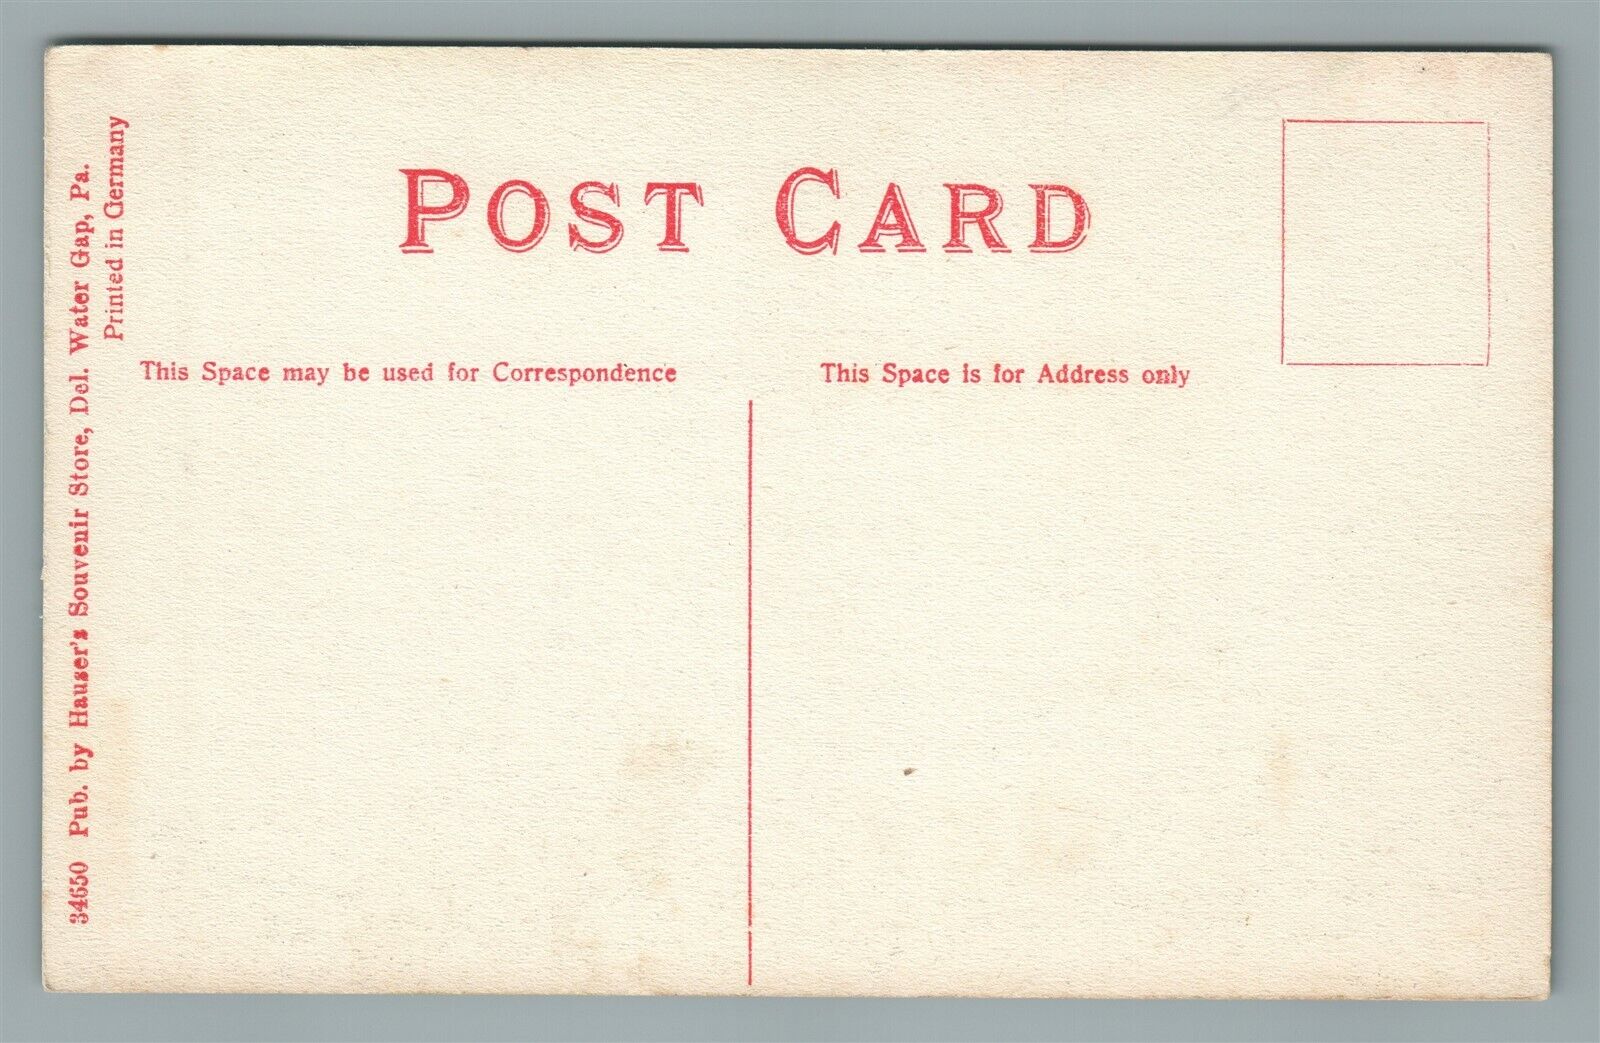 POST CARD
This Space may be used for Correspondence
This Space is for Address only
34650 Pub. by Hauser's Souvenir Store, Del. Water Gap, Pa.
Printed in Germany